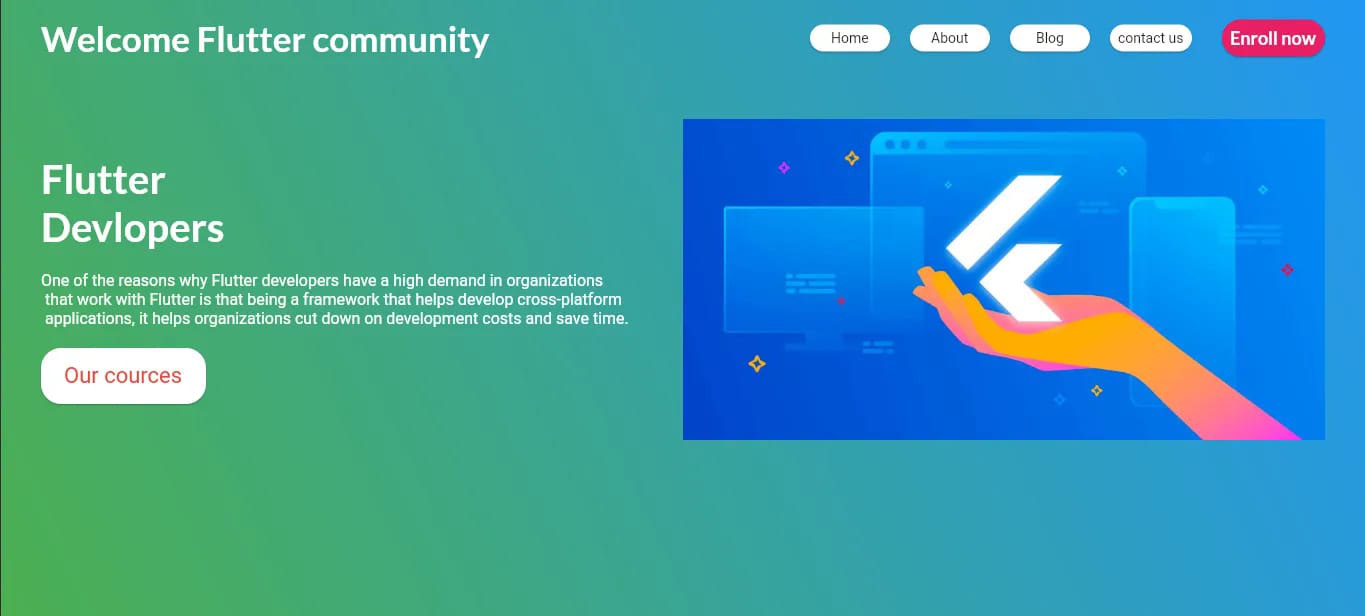 Welcome Flutter community
Home
About
Blog
contact us
Enroll now
Flutter
Devlopers
One of the reasons why Flutter developers have a high demand in organizations
that work with Flutter is that being a framework that helps develop cross-platform
applications, it helps organizations cut down on development costs and save time.
Our cources